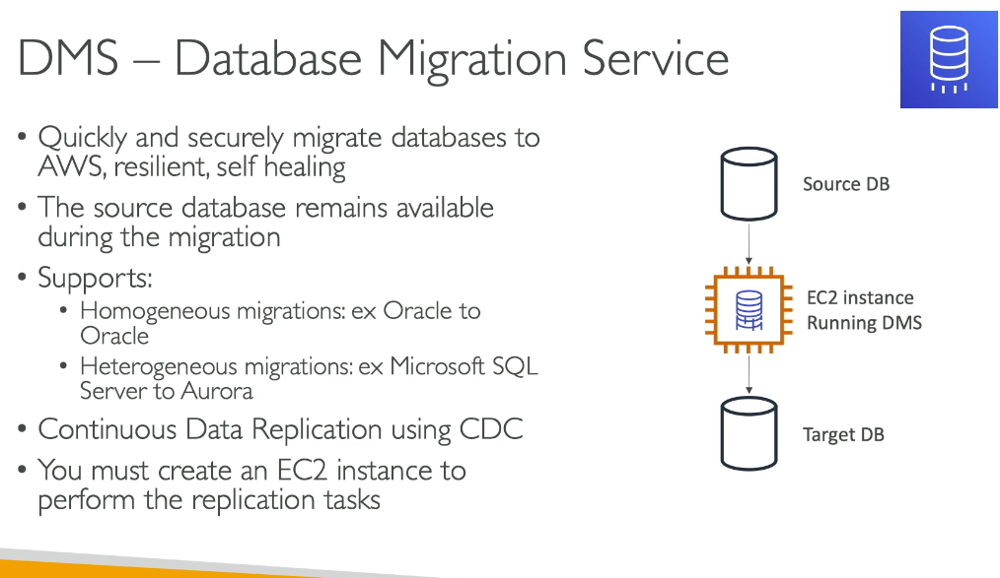 DMS – Database Migration Service
• Quickly and securely migrate databases to
AWS, resilient, self healing
• The source database remains available
during the migration
• Supports:
• Homogeneous migrations: ex Oracle to
Oracle
• Heterogeneous migrations: ex Microsoft SQL
Server to Aurora
• Continuous Data Replication using CDC
• You must create an EC2 instance to
perform the replication tasks
Source DB
EC2 instance
Running DMS
Target DB